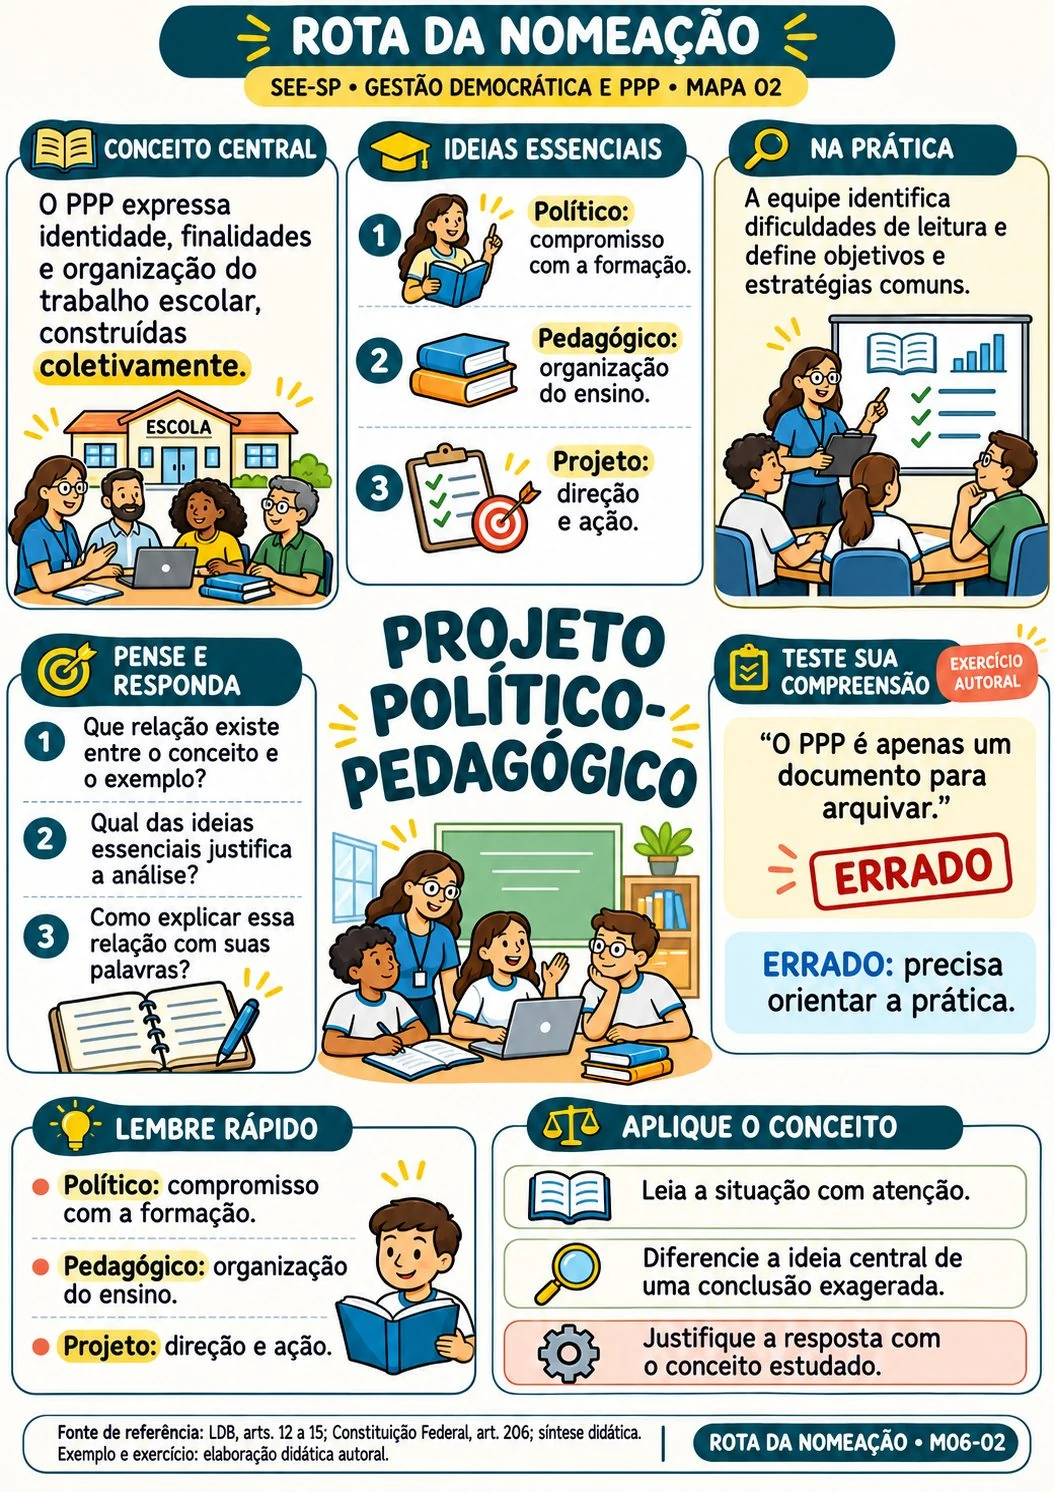 ROTA DA NOMEAÇÃO
SEE-SP • GESTÃO DEMOCRÁTICA E PPP • MAPA 02
CONCEITO CENTRAL
O PPP expressa
identidade, finalidades
e organização do
trabalho escolar,
construídas
coletivamente.
ESCOLA
IDEIAS ESSENCIAIS
1
Político:
compromisso
com a formação.
2
Pedagógico:
organização
do ensino.
3
Projeto:
direção
e ação.
NA PRÁTICA
A equipe identifica
dificuldades de leitura e
define objetivos e
estratégias comuns.
PENSE E
RESPONDA
1
Que relação existe
entre o conceito e
o exemplo?
2
Qual das ideias
essenciais justifica
a análise?
3
Como explicar essa
relação com suas
palavras?
PROJETO
POLÍTICO-
PEDAGÓGICO
TESTE SUA
COMPREENSÃO
EXERCÍCIO
AUTORAL
“O PPP é apenas um
documento para
arquivar.”
ERRADO
ERRADO: precisa
orientar a prática.
LEMBRE RÁPIDO
Político: compromisso
com a formação.
Pedagógico: organização
do ensino.
Projeto: direção e ação.
APLIQUE O CONCEITO
Leia a situação com atenção.
Diferencie a ideia central de
uma conclusão exagerada.
Justifique a resposta com
o conceito estudado.
Fonte de referência: LDB, arts. 12 a 15; Constituição Federal, art. 206; síntese didática.
Exemplo e exercício: elaboração didática autoral.
ROTA DA NOMEAÇÃO • M06-02